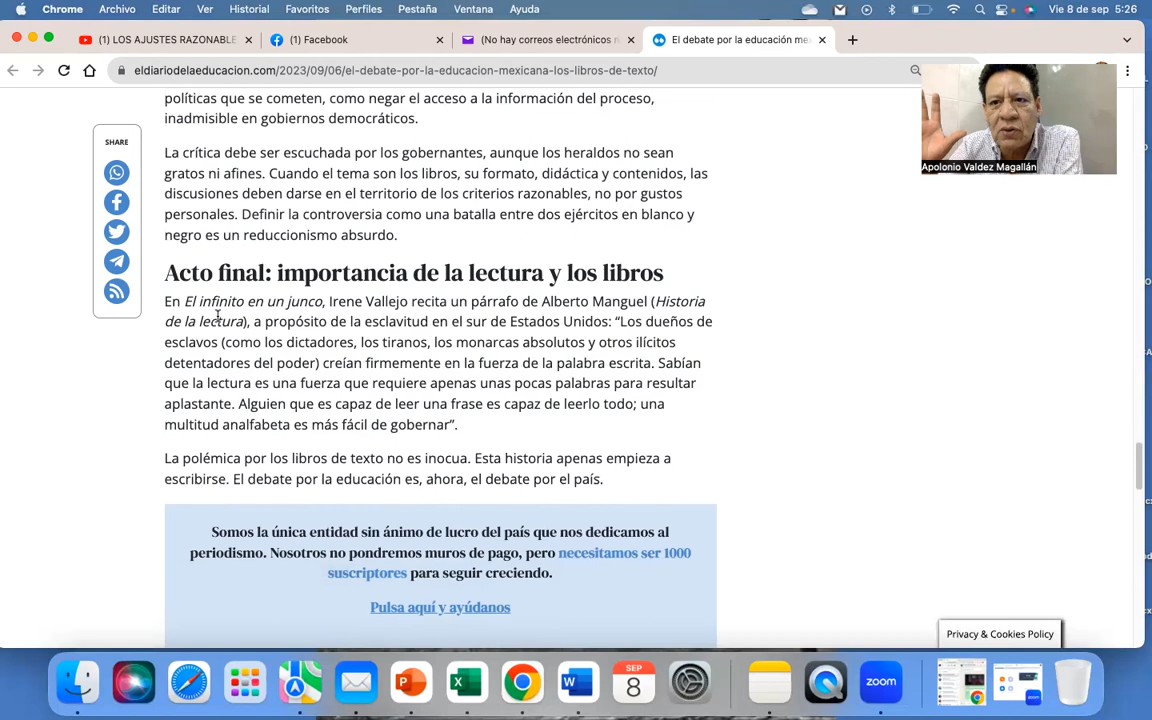 Chrome Archivo Editar Ver Historial Favoritos Perfiles Pestaña Ventana Ayuda Vie 8 de sep 5:26
(1) LOS AJUSTES RAZONABLE (1) Facebook (No hay correos electrónicos n El debate por la educación me
eldiariodelaeducacion.com/2023/09/06/el-debate-por-la-educacion-mexicana-los-libros-de-texto/
políticas que se cometen, como negar el acceso a la información del proceso,
inadmisible en gobiernos democráticos.
SHARE
La crítica debe ser escuchada por los gobernantes, aunque los heraldos no sean
gratos ni afines. Cuando el tema son los libros, su formato, didáctica y contenidos, las
discusiones deben darse en el territorio de los criterios razonables, no por gustos
personales. Definir la controversia como una batalla entre dos ejércitos en blanco y
negro es un reduccionismo absurdo.
Apolonio Valdez Magallán
Acto final: importancia de la lectura y los libros
En El infinito en un junco, Irene Vallejo recita un párrafo de Alberto Manguel (Historia
de la lectura), a propósito de la esclavitud en el sur de Estados Unidos: “Los dueños de
esclavos (como los dictadores, los tiranos, los monarcas absolutos y otros ilícitos
detentadores del poder) creían firmemente en la fuerza de la palabra escrita. Sabían
que la lectura es una fuerza que requiere apenas unas pocas palabras para resultar
aplastante. Alguien que es capaz de leer una frase es capaz de leerlo todo; una
multitud analfabeta es más fácil de gobernar”.
La polémica por los libros de texto no es inocua. Esta historia apenas empieza a
escribirse. El debate por la educación es, ahora, el debate por el país.
Somos la única entidad sin ánimo de lucro del país que nos dedicamos al
periodismo. Nosotros no pondremos muros de pago, pero necesitamos ser 1000
suscriptores para seguir creciendo.
Pulsa aquí y ayúdanos
Privacy & Cookies Policy
SEP
8
zoom